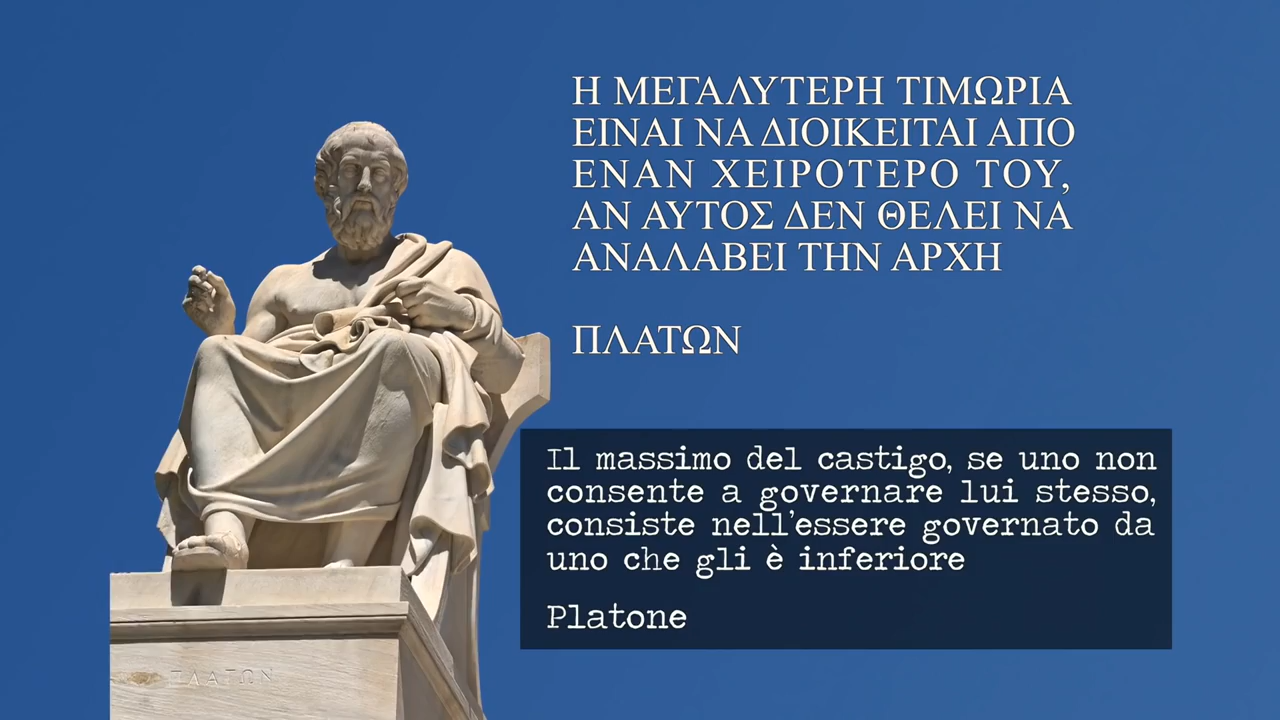 Η ΜΕΓΑΛΥΤΕΡΗ ΤΙΜΩΡΙΑ
ΕΙΝΑΙ ΝΑ ΔΙΟΙΚΕΙΤΑΙ ΑΠΟ
ΕΝΑΝ ΧΕΙΡΟΤΕΡΟ ΤΟΥ,
ΑΝ ΑΥΤΟΣ ΔΕΝ ΘΕΛΕΙ ΝΑ
ΑΝΑΛΑΒΕΙ ΤΗΝ ΑΡΧΗ
ΠΛΑΤΩΝ
Il massimo del castigo, se uno non
consente a governare lui stesso,
consiste nell'essere governato da
uno che gli è inferiore
Platone
ΠΛΑΤΩΝ